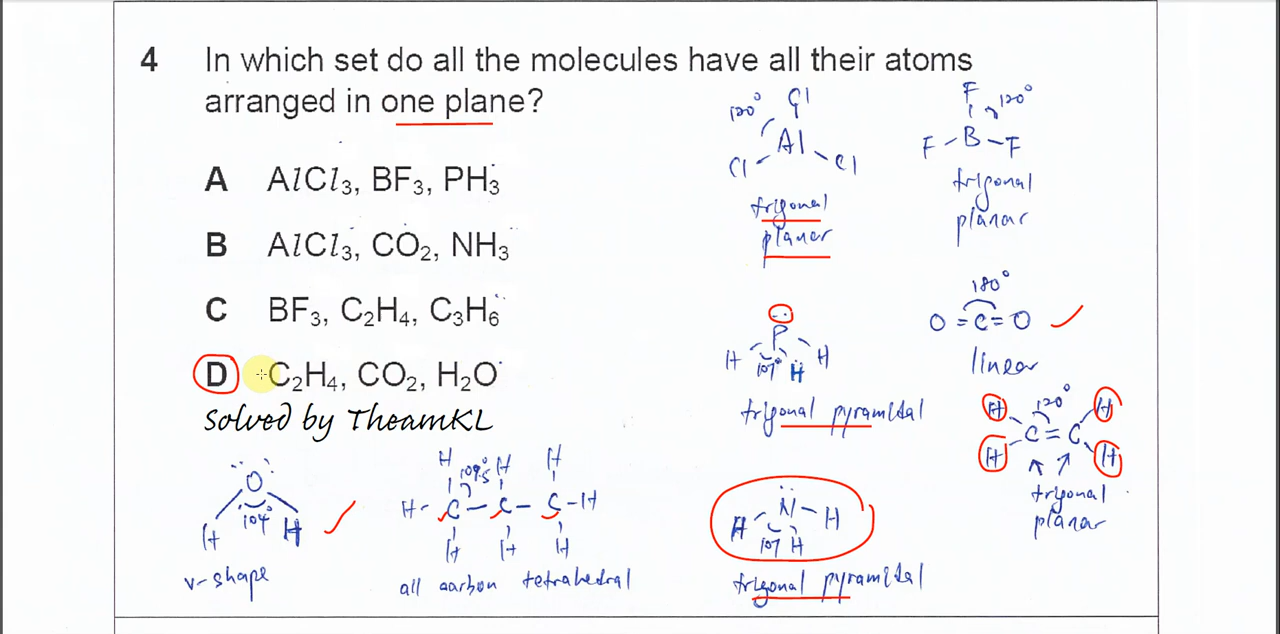 4 In which set do all the molecules have all their atoms
arranged in one plane?
A AlCl₃, BF₃, PH₃
B AlCl₃, CO₂, NH₃
C BF₃, C₂H₄, C₃H₆
D C₂H₄, CO₂, H₂O
Solved by TheamKL
120° Cl
Al
Cl Cl
trigonal
planar
F 120°
F B F
trigonal
planar
P
H 107° H H
trigonal pyramidal
180°
O = C = O
linear
H 120° H
C = C
H H
trigonal
planar
O
104°
H H
v-shape
H 109.5 H H
H - C - C - C - H
H H H
all carbon tetrahedral
N - H
H 107 H
trigonal pyramidal